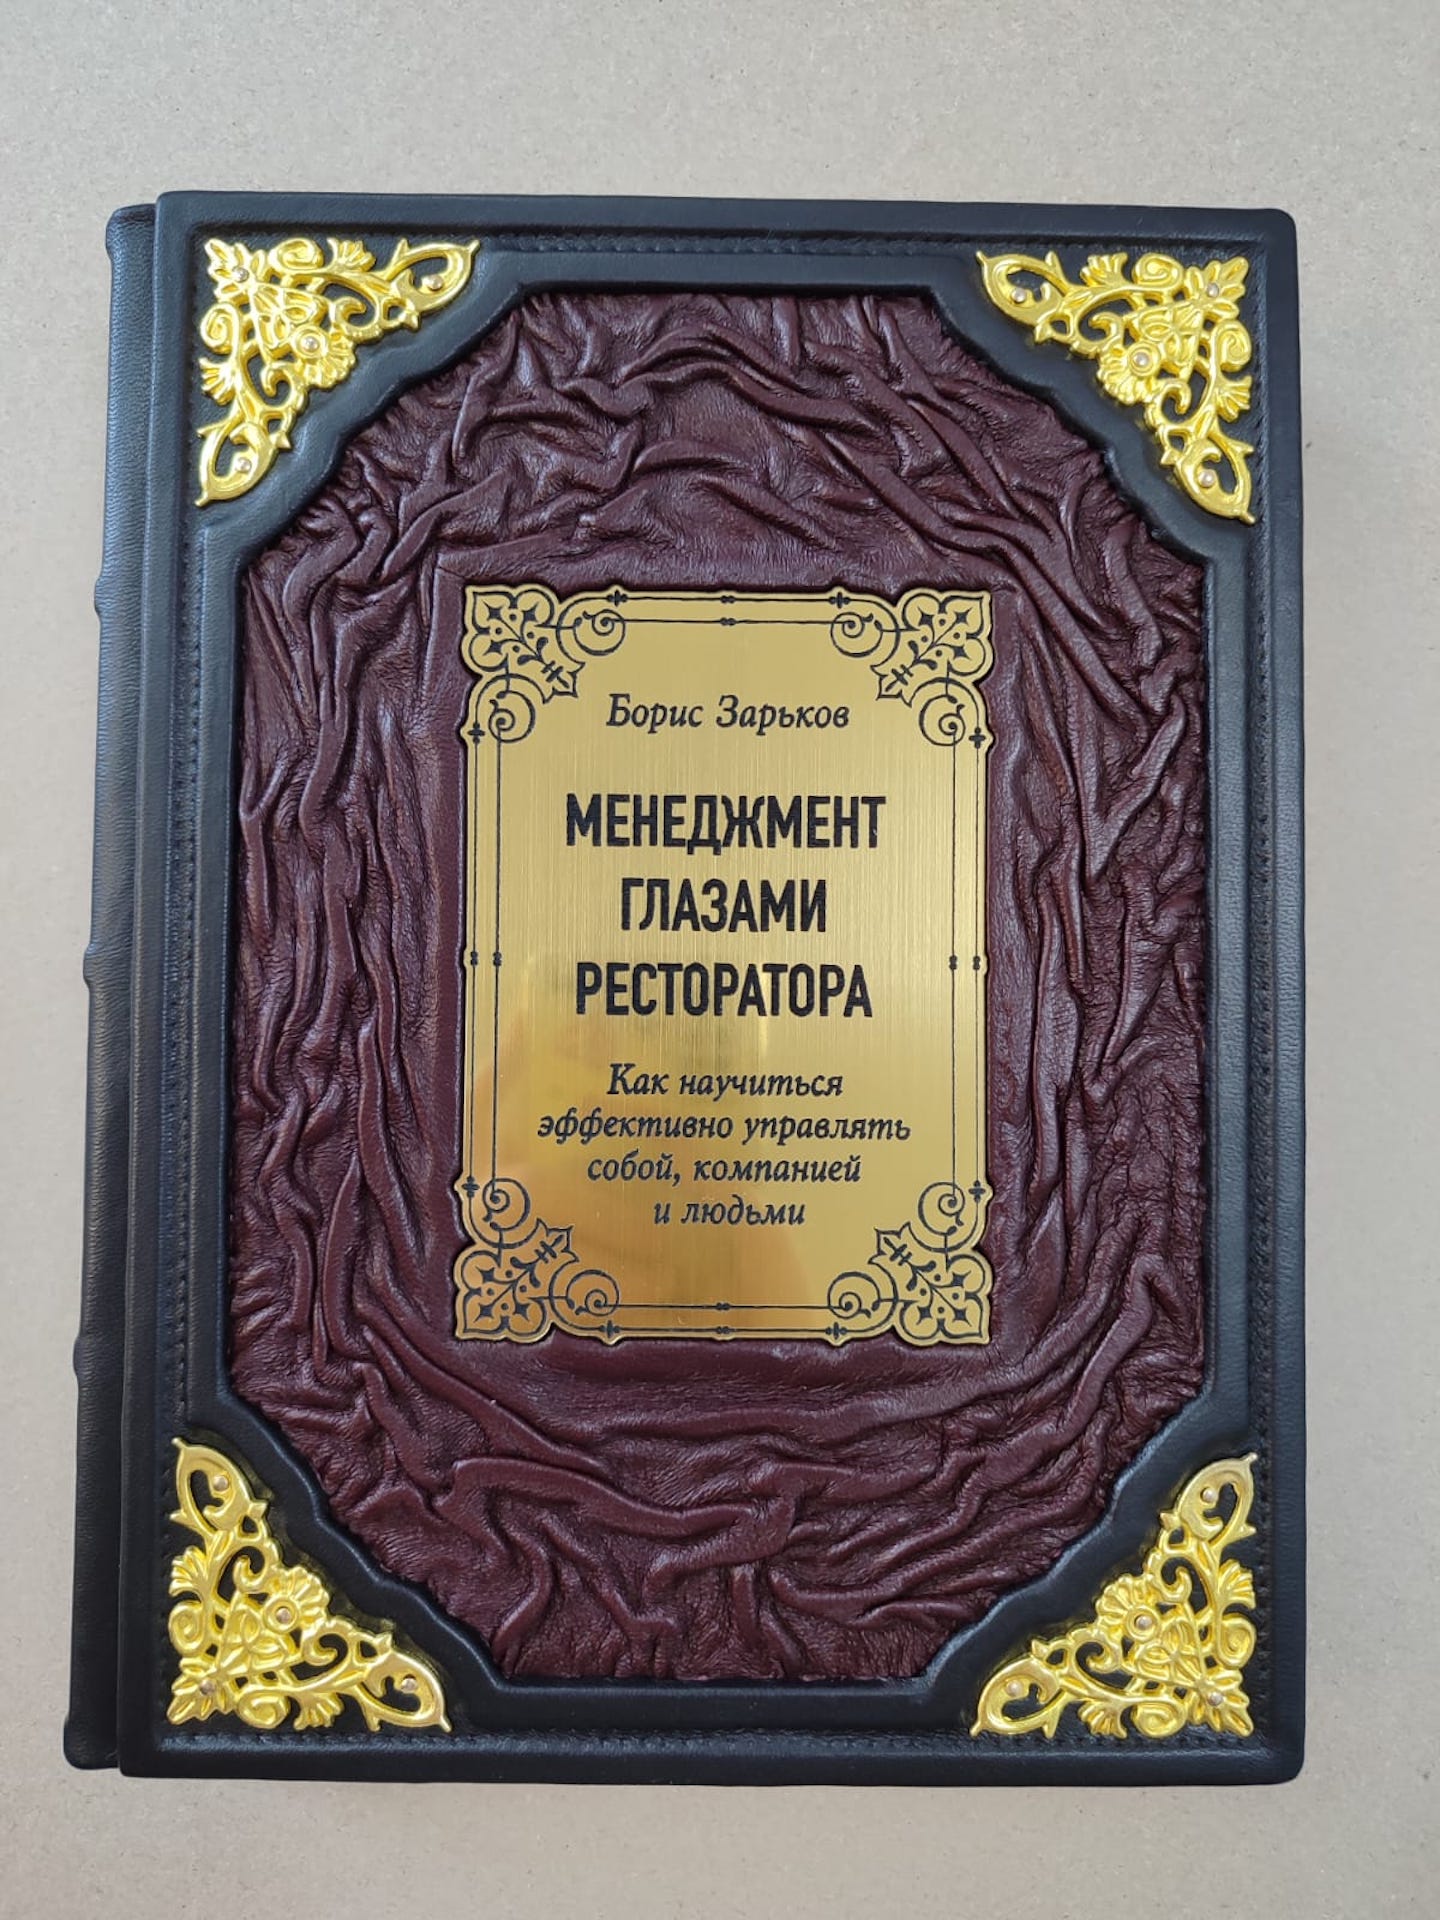 Борис Зарьков
МЕНЕДЖМЕНТ
ГЛАЗАМИ
РЕСТОРАТОРА
Как научиться
эффективно управлять
собой, компанией
и людьми